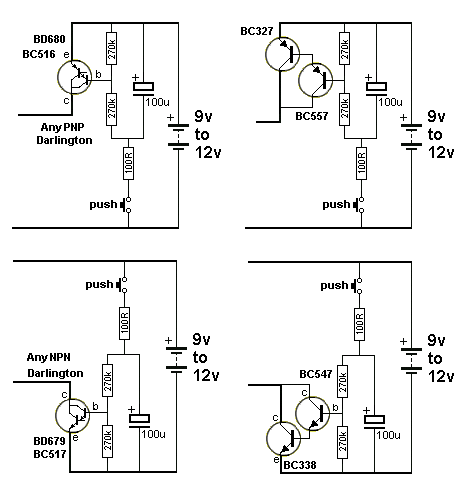 BD680
BC516
e
b
c
270k
270k
+
100u
Any PNP
Darlington
100R
push
+
9v
to
12v
BC327
BC557
270k
270k
+
100u
100R
push
+
9v
to
12v
push
100R
+
9v
to
12v
Any NPN
Darlington
270k
c
b
e
270k
+
100u
BD679
BC517
push
100R
+
9v
to
12v
BC547
270k
c
c
b
e
270k
+
100u
BC338